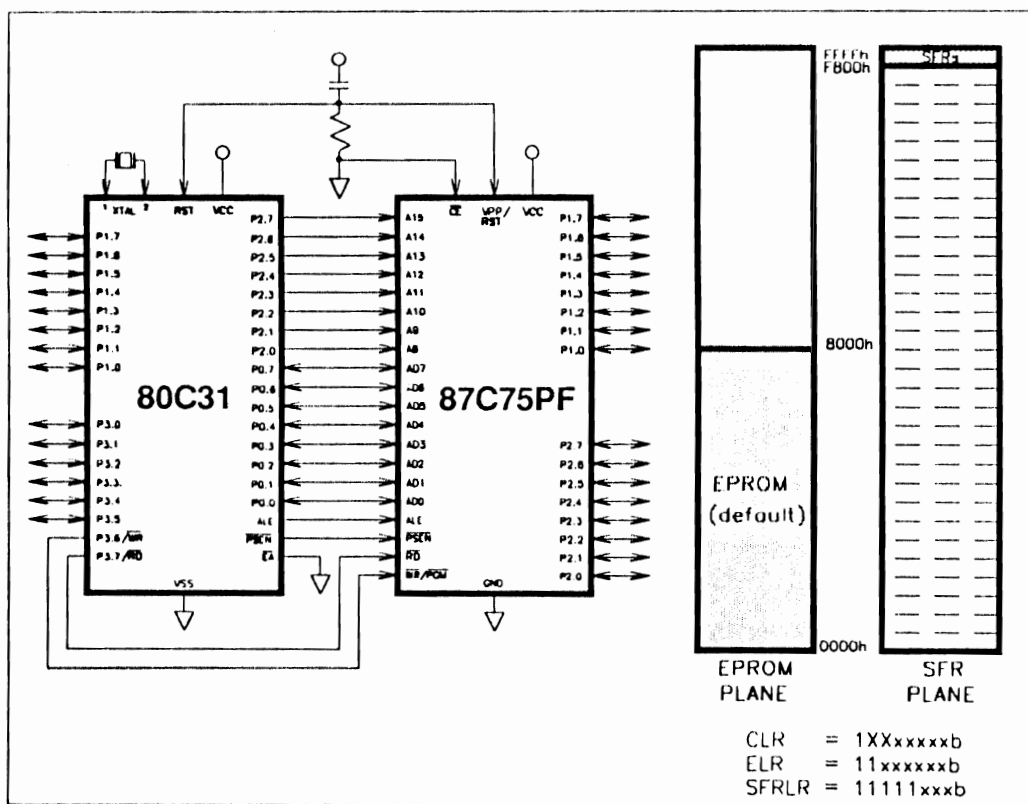 1 XTAL 2 RST VCC
P1.7
P1.6
P1.5
P1.4
P1.3
P1.2
P1.1
P1.0
P3.0
P3.1
P3.2
P3.3
P3.4
P3.5
P3.6/WR
P3.7/RD
VSS
80C31
P2.7
P2.6
P2.5
P2.4
P2.3
P2.2
P2.1
P2.0
P0.7
P0.6
P0.5
P0.4
P0.3
P0.2
P0.1
P0.0
ALE
PSEN
EA
CE VPP/RST VCC
A15
A14
A13
A12
A11
A10
A9
A8
AD7
AD6
AD5
AD4
AD3
AD2
AD1
AD0
ALE
PSEN
RD
WR/PGM
GND
87C75PF
P1.7
P1.6
P1.5
P1.4
P1.3
P1.2
P1.1
P1.0
P2.7
P2.6
P2.5
P2.4
P2.3
P2.2
P2.1
P2.0
FFFFh
F800h
SFRs
8000h
EPROM
(default)
0000h
EPROM
PLANE
SFR
PLANE
CLR = 1XXxxxxxb
ELR = 11xxxxxxb
SFRLR = 11111xxxb